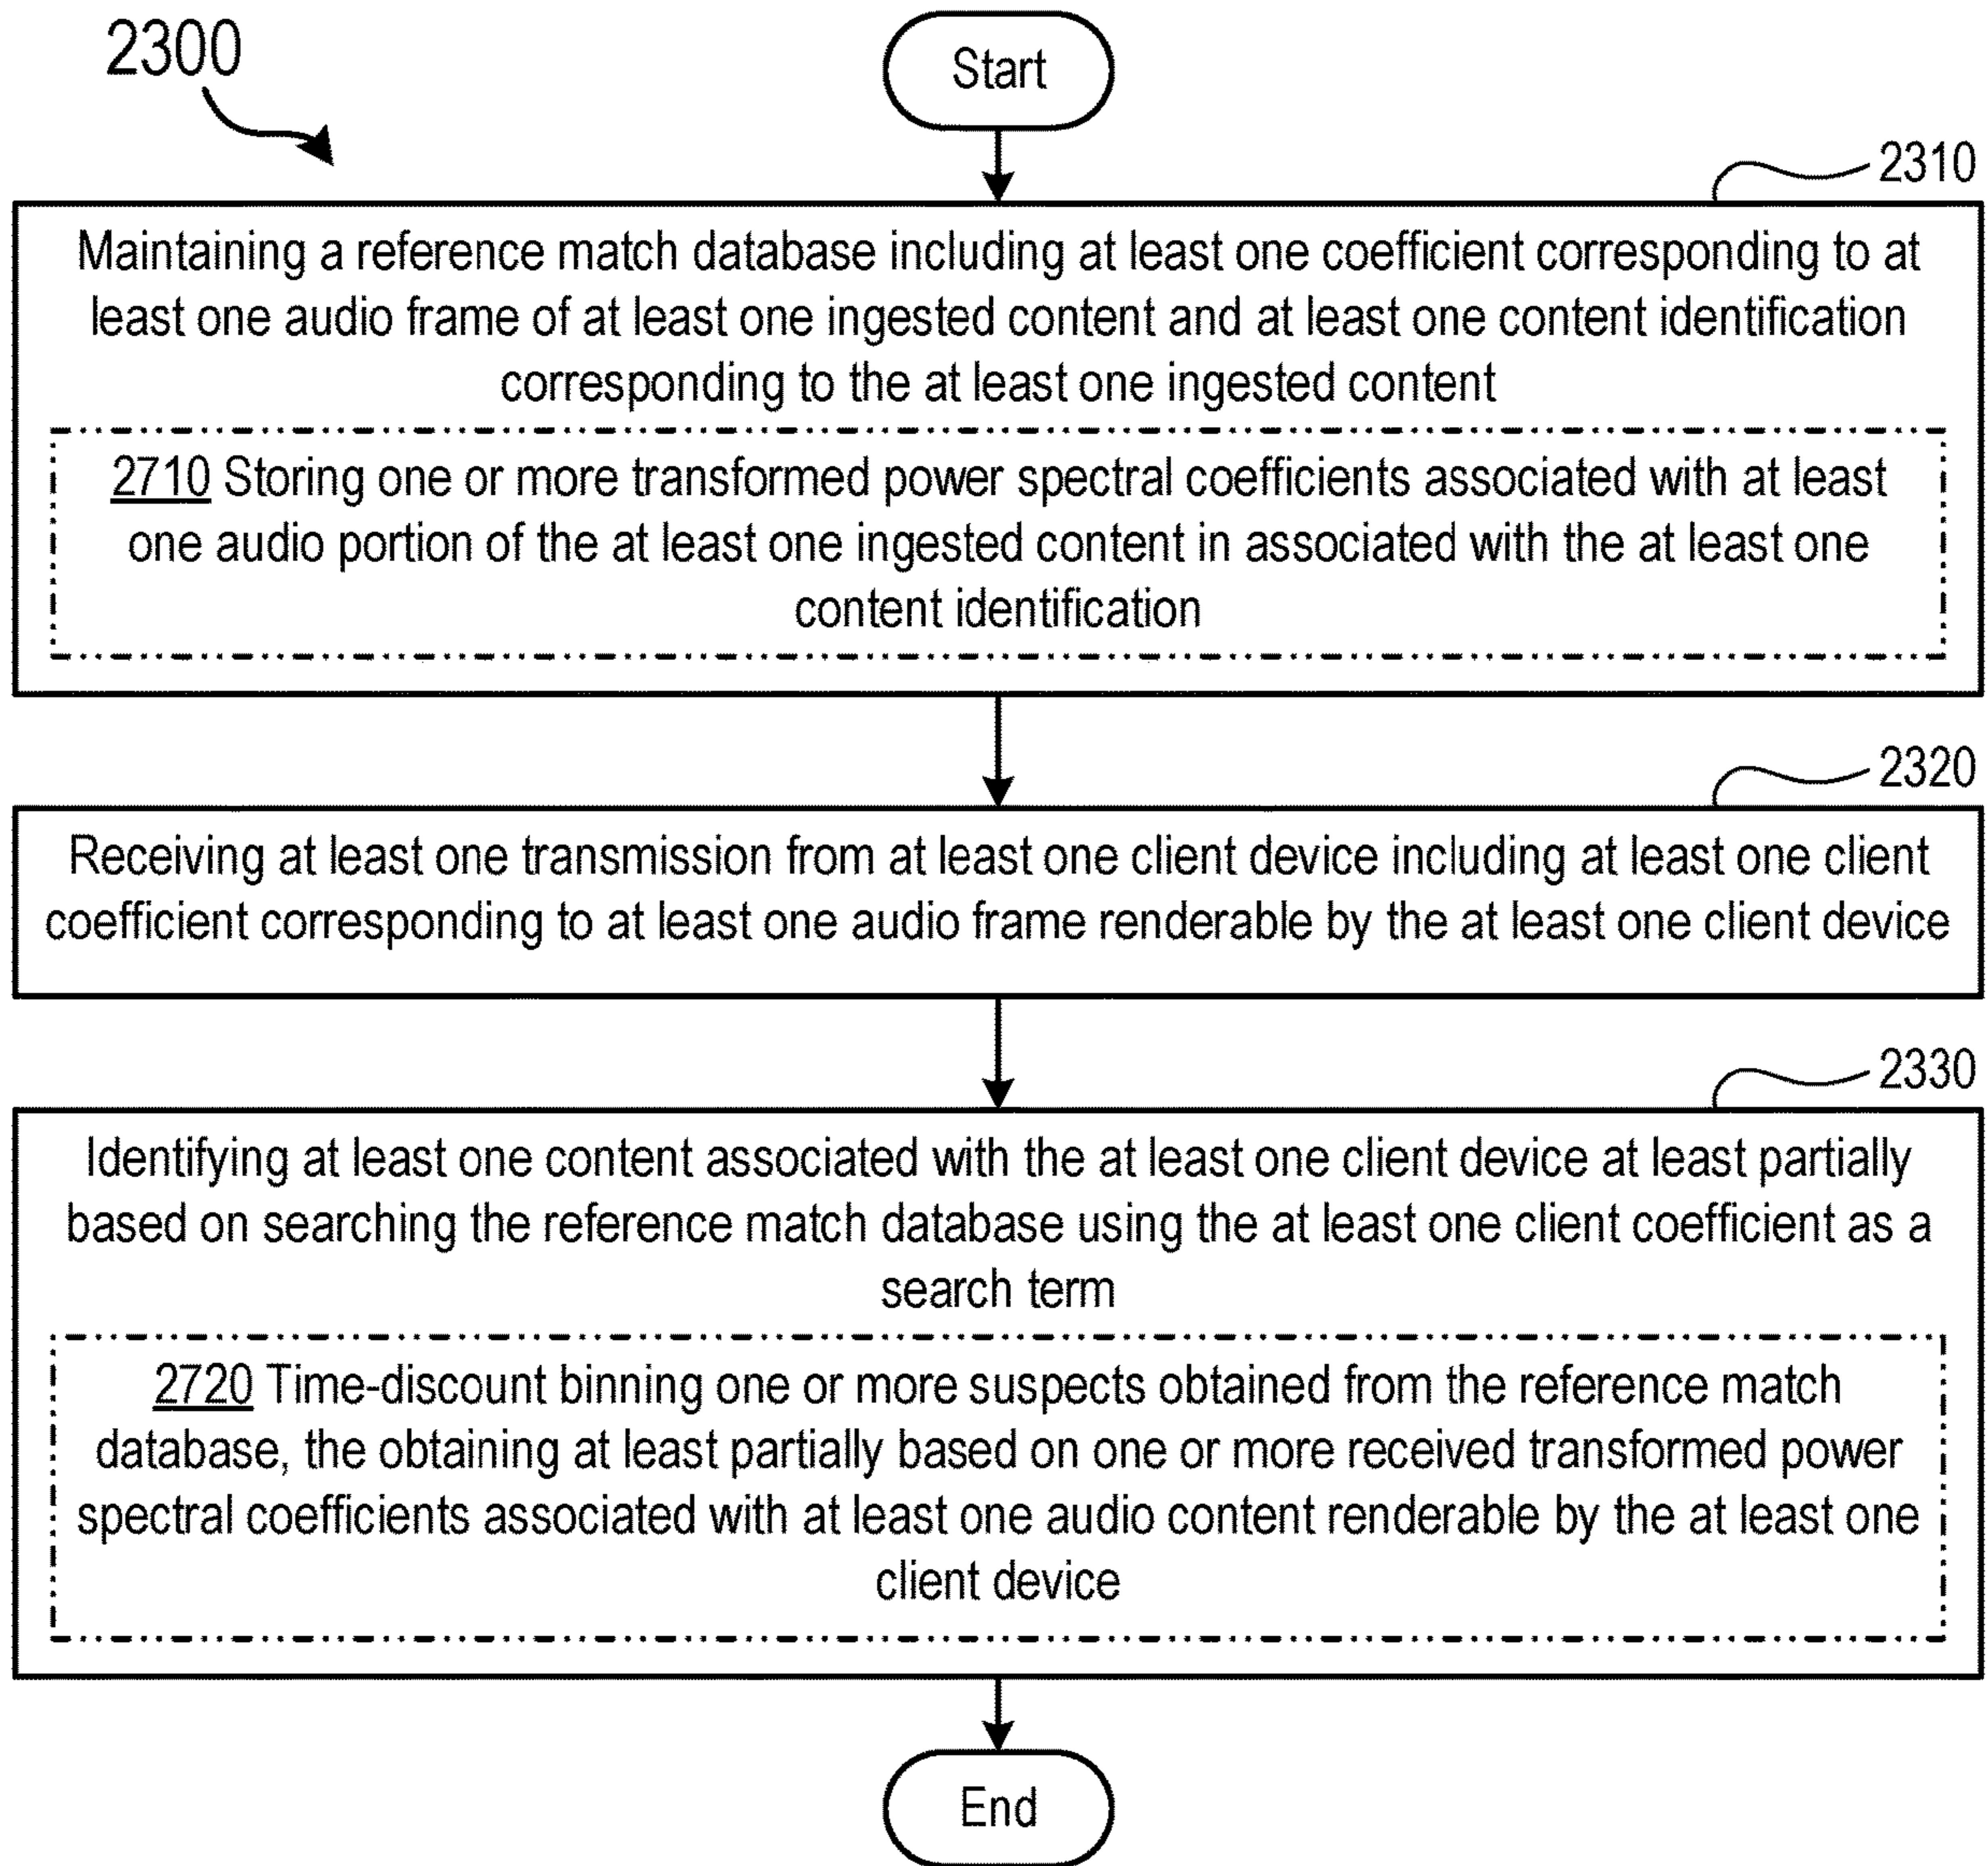 2300
Start
2310
Maintaining a reference match database including at least one coefficient corresponding to at
least one audio frame of at least one ingested content and at least one content identification
corresponding to the at least one ingested content
2710 Storing one or more transformed power spectral coefficients associated with at least
one audio portion of the at least one ingested content in associated with the at least one
content identification
2320
Receiving at least one transmission from at least one client device including at least one client
coefficient corresponding to at least one audio frame renderable by the at least one client device
2330
Identifying at least one content associated with the at least one client device at least partially
based on searching the reference match database using the at least one client coefficient as a
search term
2720 Time-discount binning one or more suspects obtained from the reference match
database, the obtaining at least partially based on one or more received transformed power
spectral coefficients associated with at least one audio content renderable by the at least one
client device
End